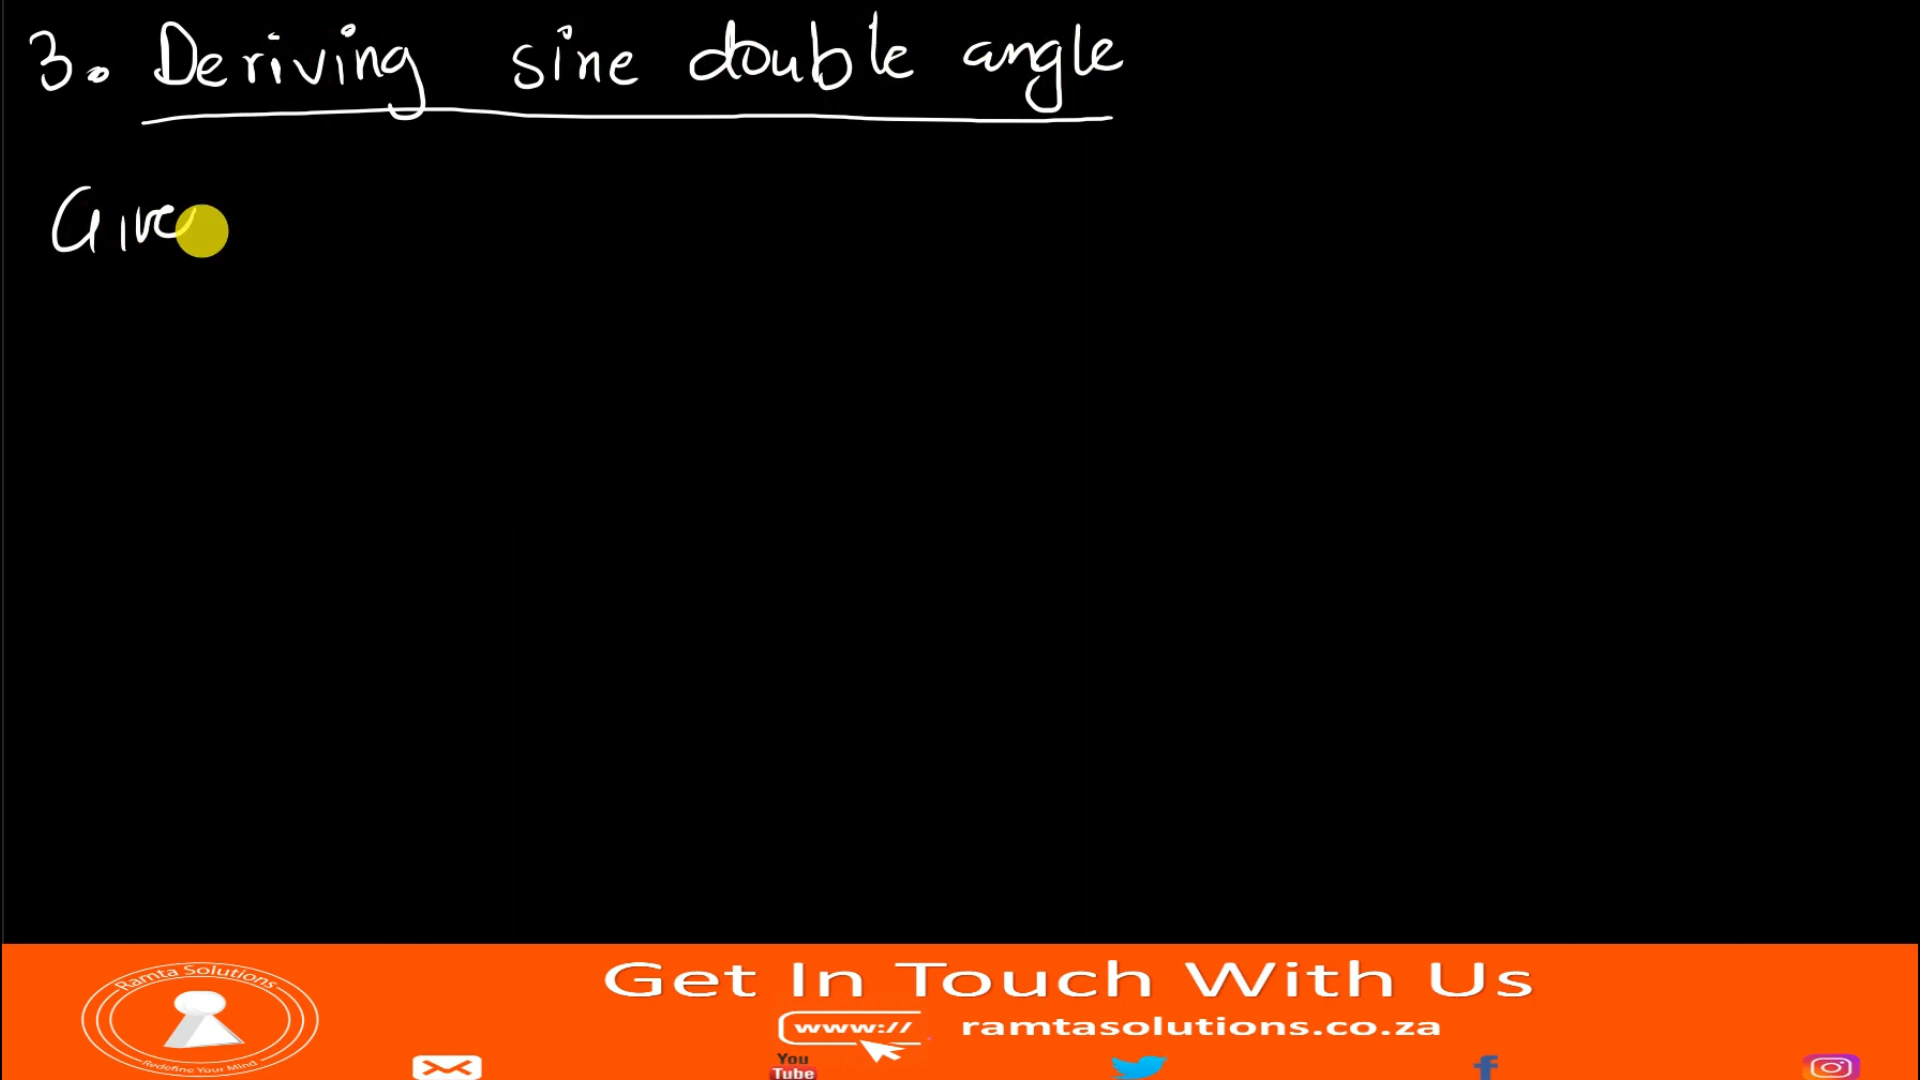 3. Deriving sine double angle
Give
Get In Touch With Us
www:// ramtasolutions.co.za
Ramta Solutions
Redefine Your Mind
You
Tube